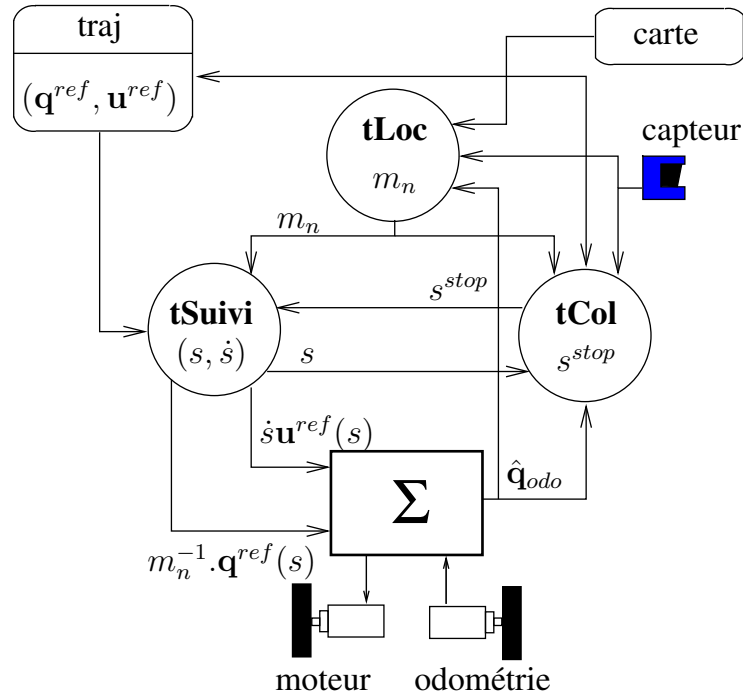 traj
carte
(q^{ref}, u^{ref})
tLoc
capteur
m_n
m_n
s^{stop}
tSuivi
tCol
(s, ṡ)
s
s^{stop}
ṡu^{ref}(s)
q̂_{odo}
Σ
m_n^{-1}.q^{ref}(s)
moteur
odométrie